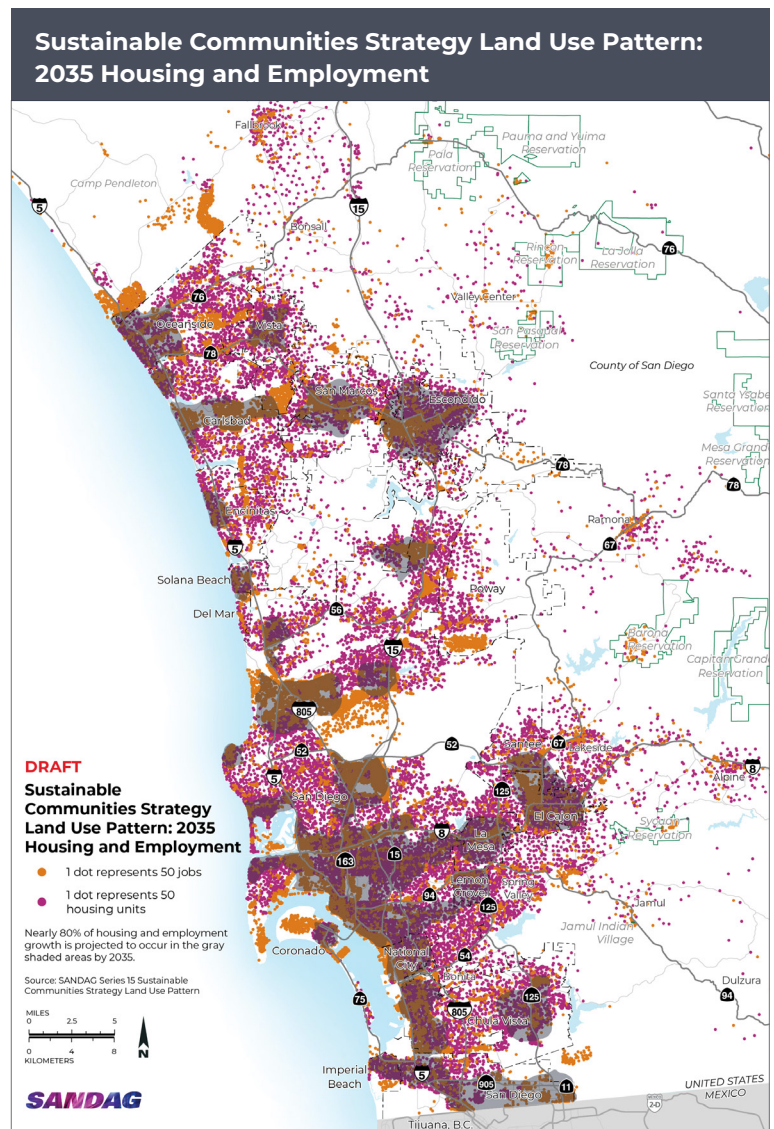 Sustainable Communities Strategy Land Use Pattern:
2035 Housing and Employment
Fallbrook
Pauma and Yuima
Reservation
Pala
Reservation
Camp Pendleton
5
15
Bonsall
76
Rincon
Reservation
La Jolla
Reservation
76
Valley Center
Oceanside
Vista
San Pasqual
Reservation
78
County of San Diego
San Marcos
Escondido
Santa Ysabel
Reservation
Carlsbad
Mesa Grande
Reservation
78
78
Encinitas
Ramona
5
67
Solana Beach
Poway
56
Del Mar
15
Barona
Reservation
Capitan Grande
Reservation
805
52
52
Santee
67
Lakeside
8
5
Alpine
San Diego
125
El Cajon
Sycuan
Reservation
8
La
Mesa
163
15
94
Lemon
Grove
Spring
Valley
125
Jamul
Jamul Indian
Village
Coronado
National
City
54
Bonita
Dulzura
94
75
125
805
Chula Vista
Imperial
Beach
5
905
San Diego
11
UNITED STATES
MEXICO
2-D
Tijuana, B.C.
DRAFT
Sustainable
Communities Strategy
Land Use Pattern: 2035
Housing and Employment
1 dot represents 50 jobs
1 dot represents 50
housing units
Nearly 80% of housing and employment
growth is projected to occur in the gray
shaded areas by 2035.
Source: SANDAG Series 15 Sustainable
Communities Strategy Land Use Pattern
MILES
0 2.5 5
0 4 8
KILOMETERS
N
SANDAG